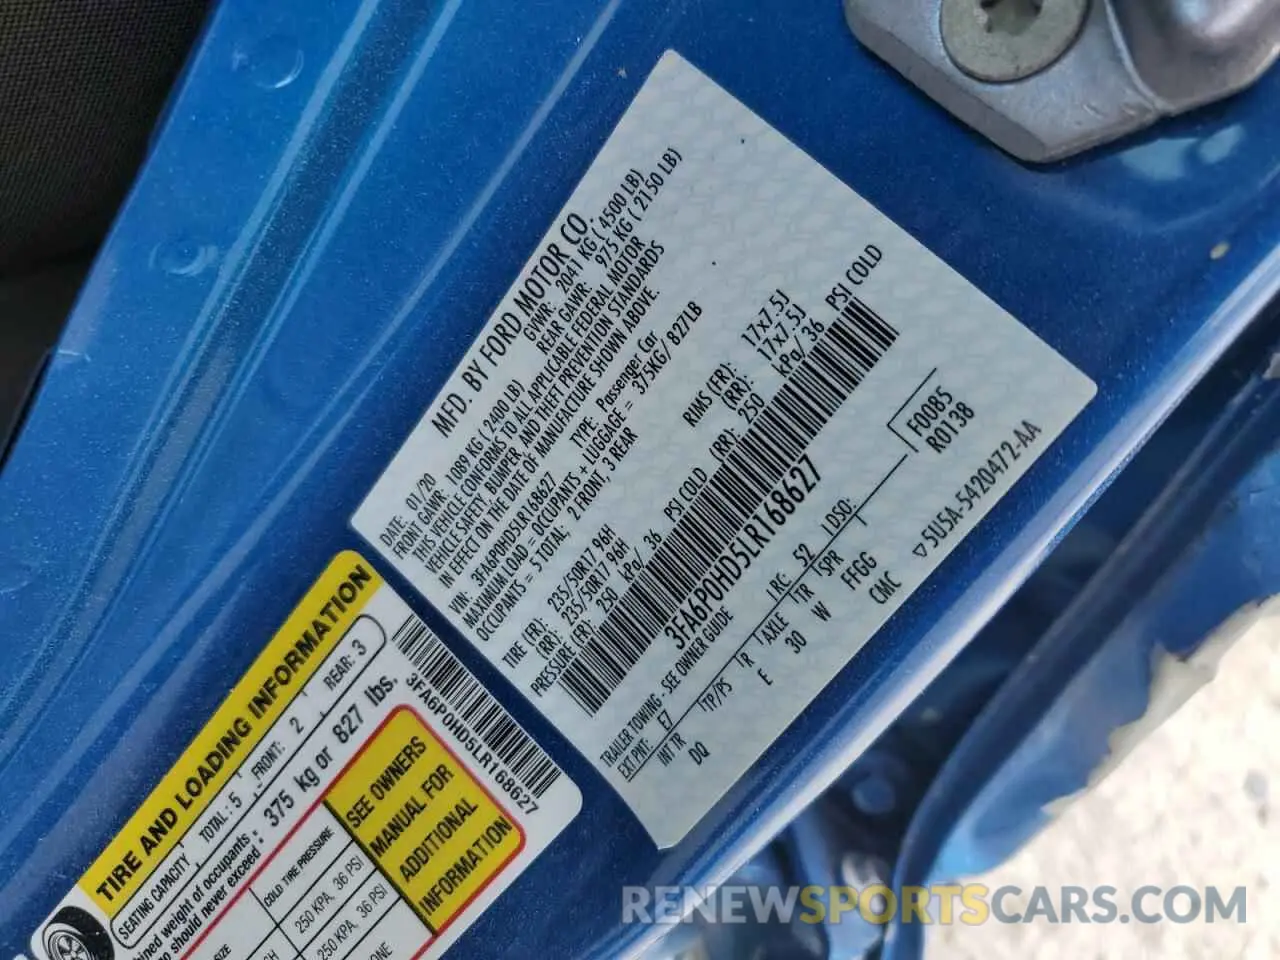 MFD. BY FORD MOTOR CO.
DATE: 01/20 GVWR: 2041 KG ( 4500 LB)
FRONT GAWR: 1089 KG ( 2400 LB) REAR GAWR: 975 KG ( 2150 LB)
THIS VEHICLE CONFORMS TO ALL APPLICABLE FEDERAL MOTOR
VEHICLE SAFETY, BUMPER, AND THEFT PREVENTION STANDARDS
IN EFFECT ON THE DATE OF MANUFACTURE SHOWN ABOVE.
VIN: 3FA6P0HD5LR168627 TYPE: Passenger Car
MAXIMUM LOAD = OCCUPANTS + LUGGAGE = 375KG/ 827LB
OCCUPANTS = 5 TOTAL, 2 FRONT, 3 REAR
TIRE (FR): 235/50R17 96H RIMS (FR): 17x7.5J
(RR): 235/50R17 96H (RR): 17x7.5J
PRESSURE (FR) 250 kPa/ 36 PSI COLD (RR): 250 kPa/ 36 PSI COLD
3FA6P0HD5LR168627
TRAILER TOWING - SEE OWNER GUIDE
EXT PNT: E7 RC: 52 DSO: F0085
INT TR TP/PS R AXLE TR SPR R0138
DQ E 30 W FFGG
CMC 5U5A-5420472-AA
TIRE AND LOADING INFORMATION
SEATING CAPACITY TOTAL: 5 FRONT: 2 REAR: 3
bined weight of occupants
go should never exceed : 375 kg or 827 lbs.
SIZE COLD TIRE PRESSURE
250 KPA, 36 PSI
250 KPA, 36 PSI
SEE OWNERS
MANUAL FOR
ADDITIONAL
INFORMATION
3FA6P0HD5LR168627
RENEWSPORTSCARS.COM